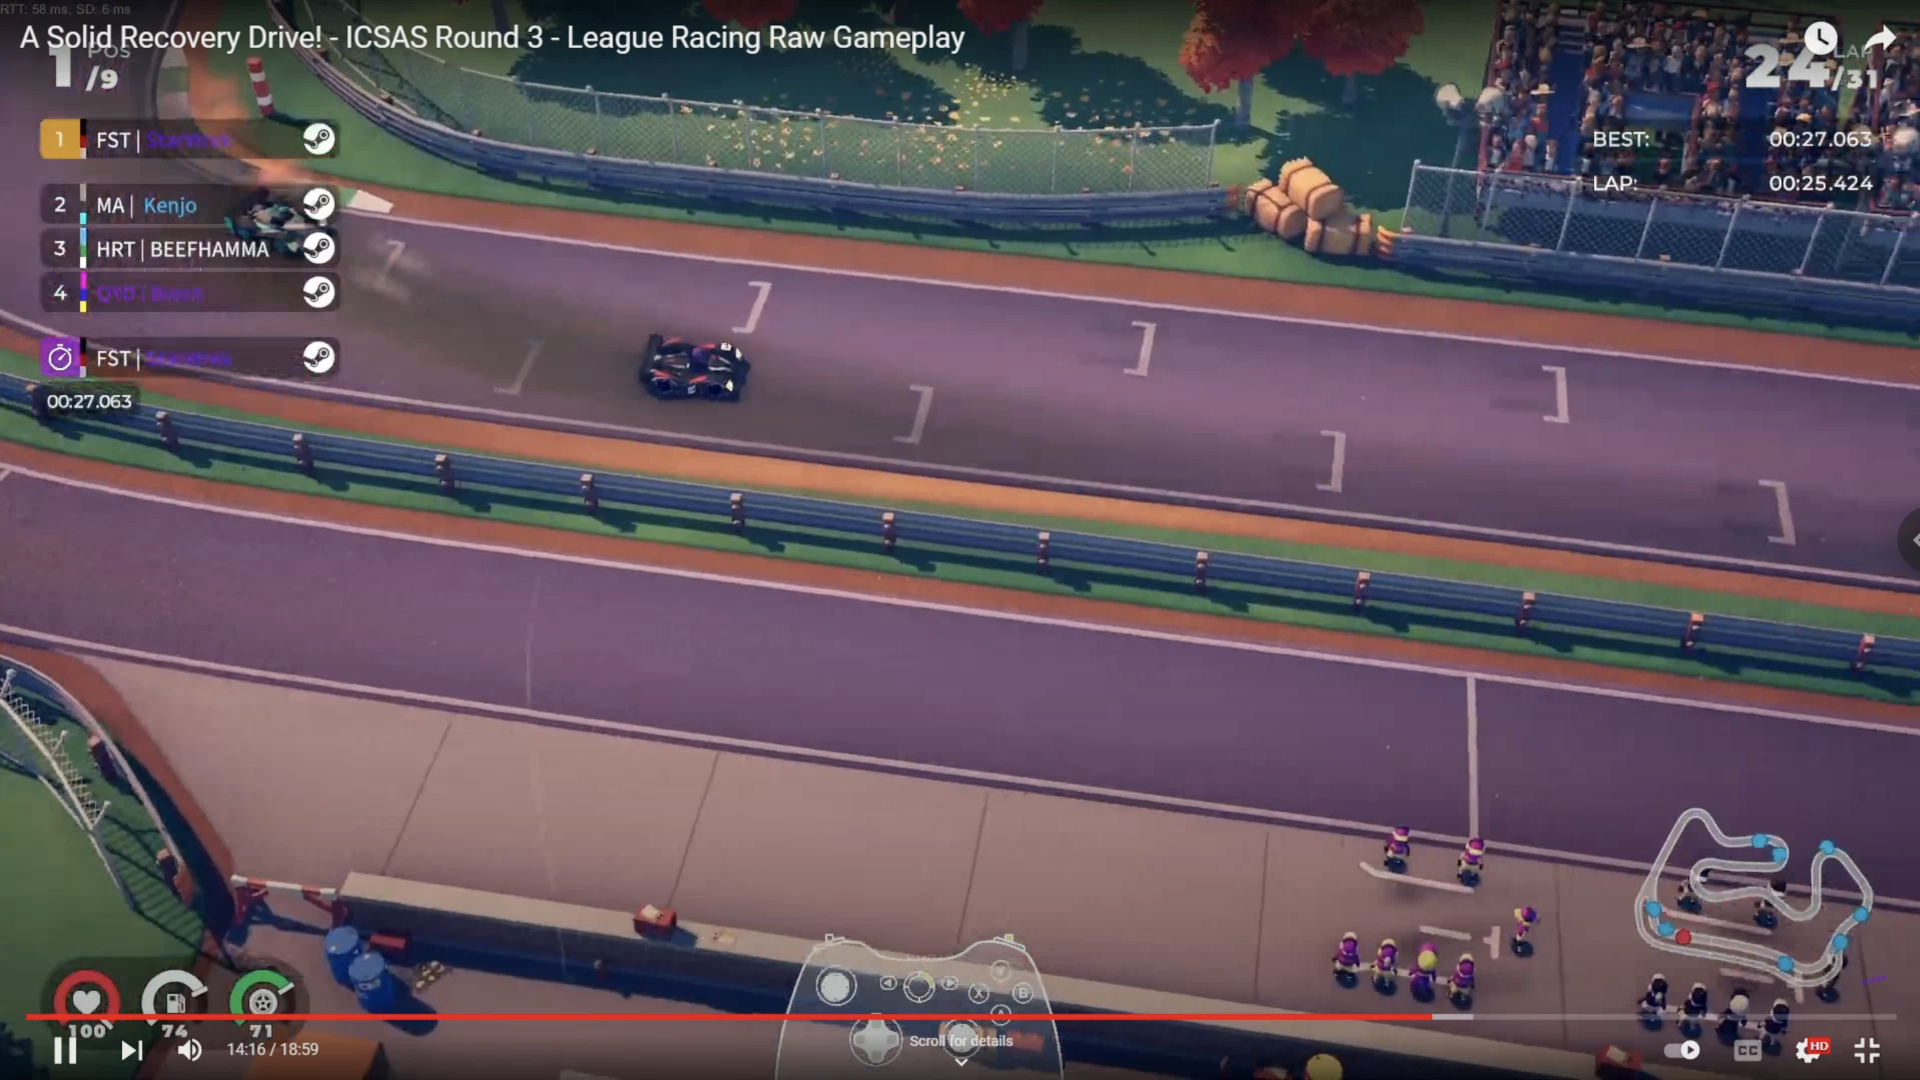 RTT: 58 ms, SD: 6 ms
A Solid Recovery Drive! - ICSAS Round 3 - League Racing Raw Gameplay
1 POS /9
LAP 24/31
1 FST |
BEST: 00:27.063
LAP: 00:25.424
2 MA | Kenjo
3 HRT | BEEFHAMMA
4 QYD |
FST |
00:27.063
X B
A
100 74 71
14:16 / 18:59
Scroll for details
CC
HD